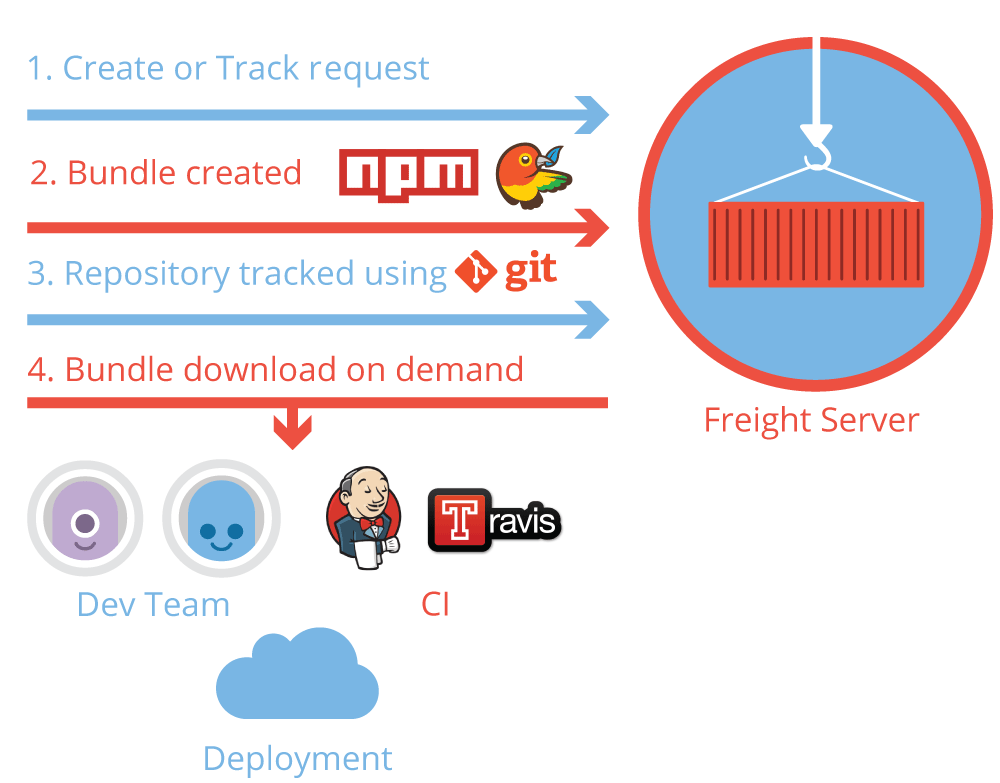 1. Create or Track request
2. Bundle created npm
3. Repository tracked using git
4. Bundle download on demand
Freight Server
Travis
Dev Team
CI
Deployment